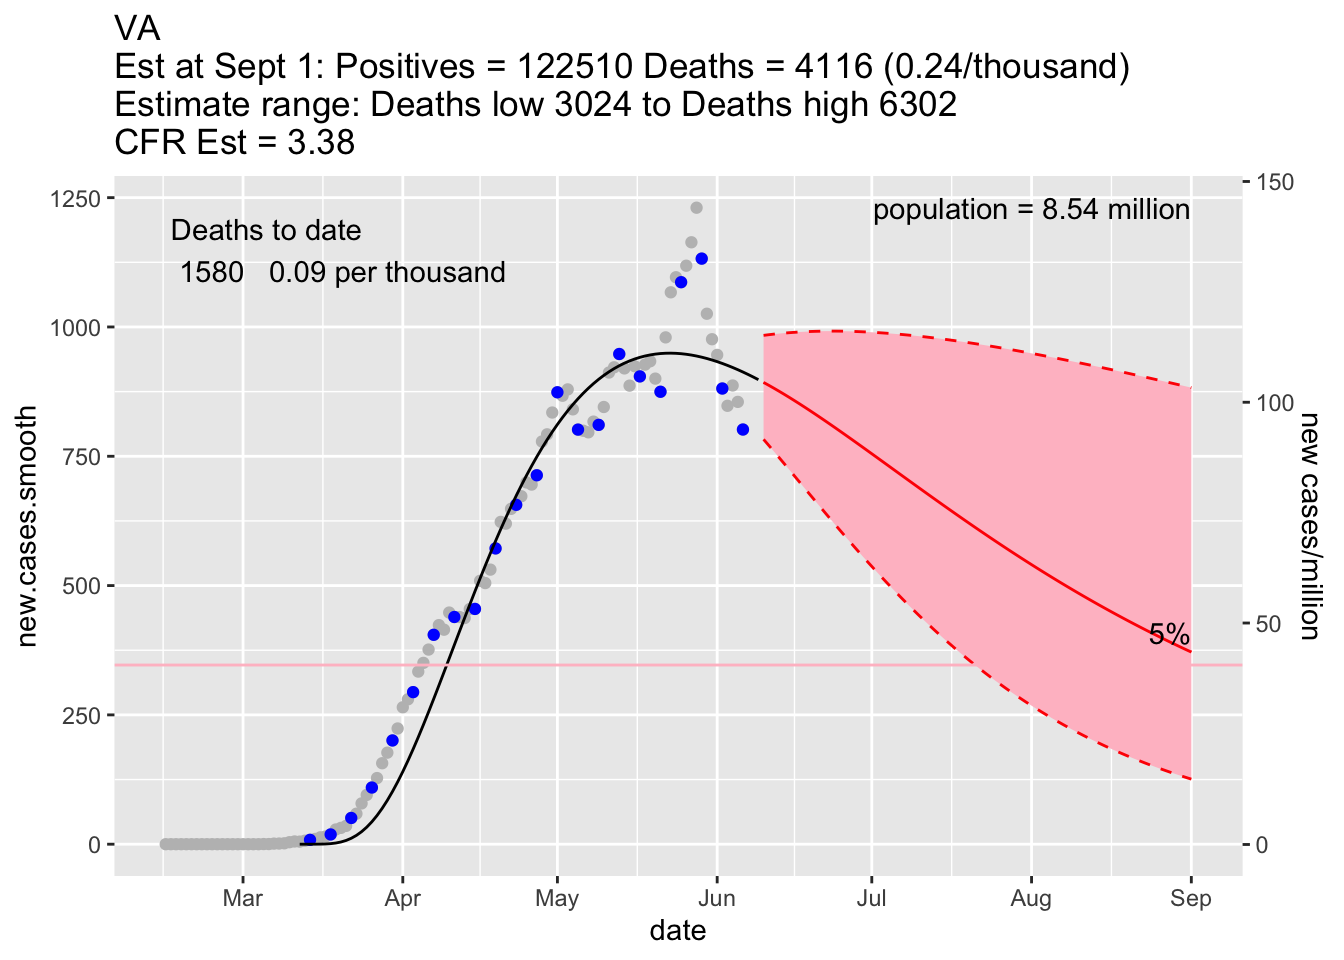 VA
Est at Sept 1: Positives = 122510 Deaths = 4116 (0.24/thousand)
Estimate range: Deaths low 3024 to Deaths high 6302
CFR Est = 3.38
Deaths to date
1580 0.09 per thousand
population = 8.54 million
5%
new.cases.smooth
1250
1000
750
500
250
0
150
100
50
0
new cases/million
Mar Apr May Jun Jul Aug Sep
date